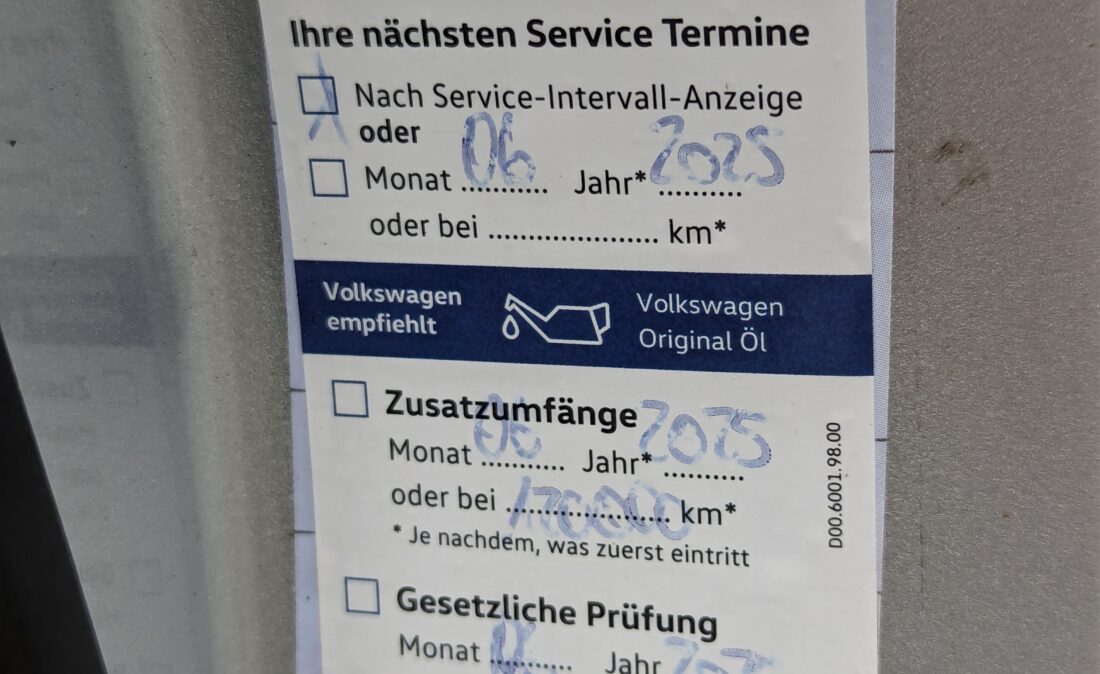 Ihre nächsten Service Termine
Nach Service-Intervall-Anzeige
oder
Monat 06 Jahr* 2025
oder bei .................... km*
Volkswagen empfiehlt
Volkswagen Original Öl
Zusatzumfänge
Monat 06 Jahr* 2025
oder bei 170000 km*
* Je nachdem, was zuerst eintritt
Gesetzliche Prüfung
Monat Jahr
D00.6001.98.00